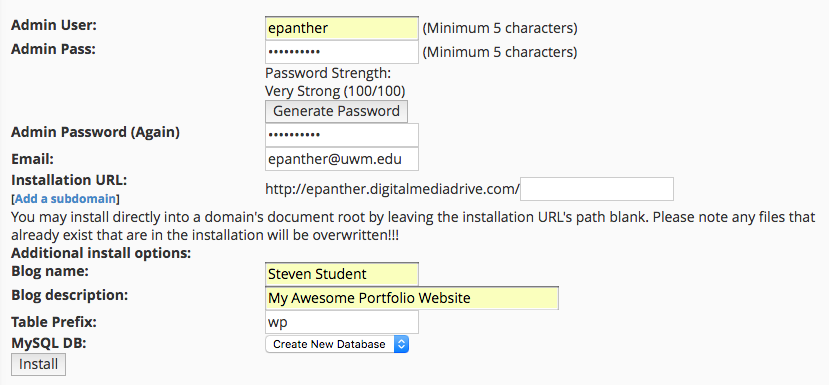 Admin User: epanther (Minimum 5 characters)
Admin Pass: •••••••••• (Minimum 5 characters)
Password Strength:
Very Strong (100/100)
Generate Password
Admin Password (Again) ••••••••••
Email: epanther@uwm.edu
Installation URL: http://epanther.digitalmediadrive.com/
[Add a subdomain]
You may install directly into a domain's document root by leaving the installation URL's path blank. Please note any files that
already exist that are in the installation will be overwritten!!!
Additional install options:
Blog name: Steven Student
Blog description: My Awesome Portfolio Website
Table Prefix: wp
MySQL DB: Create New Database
Install